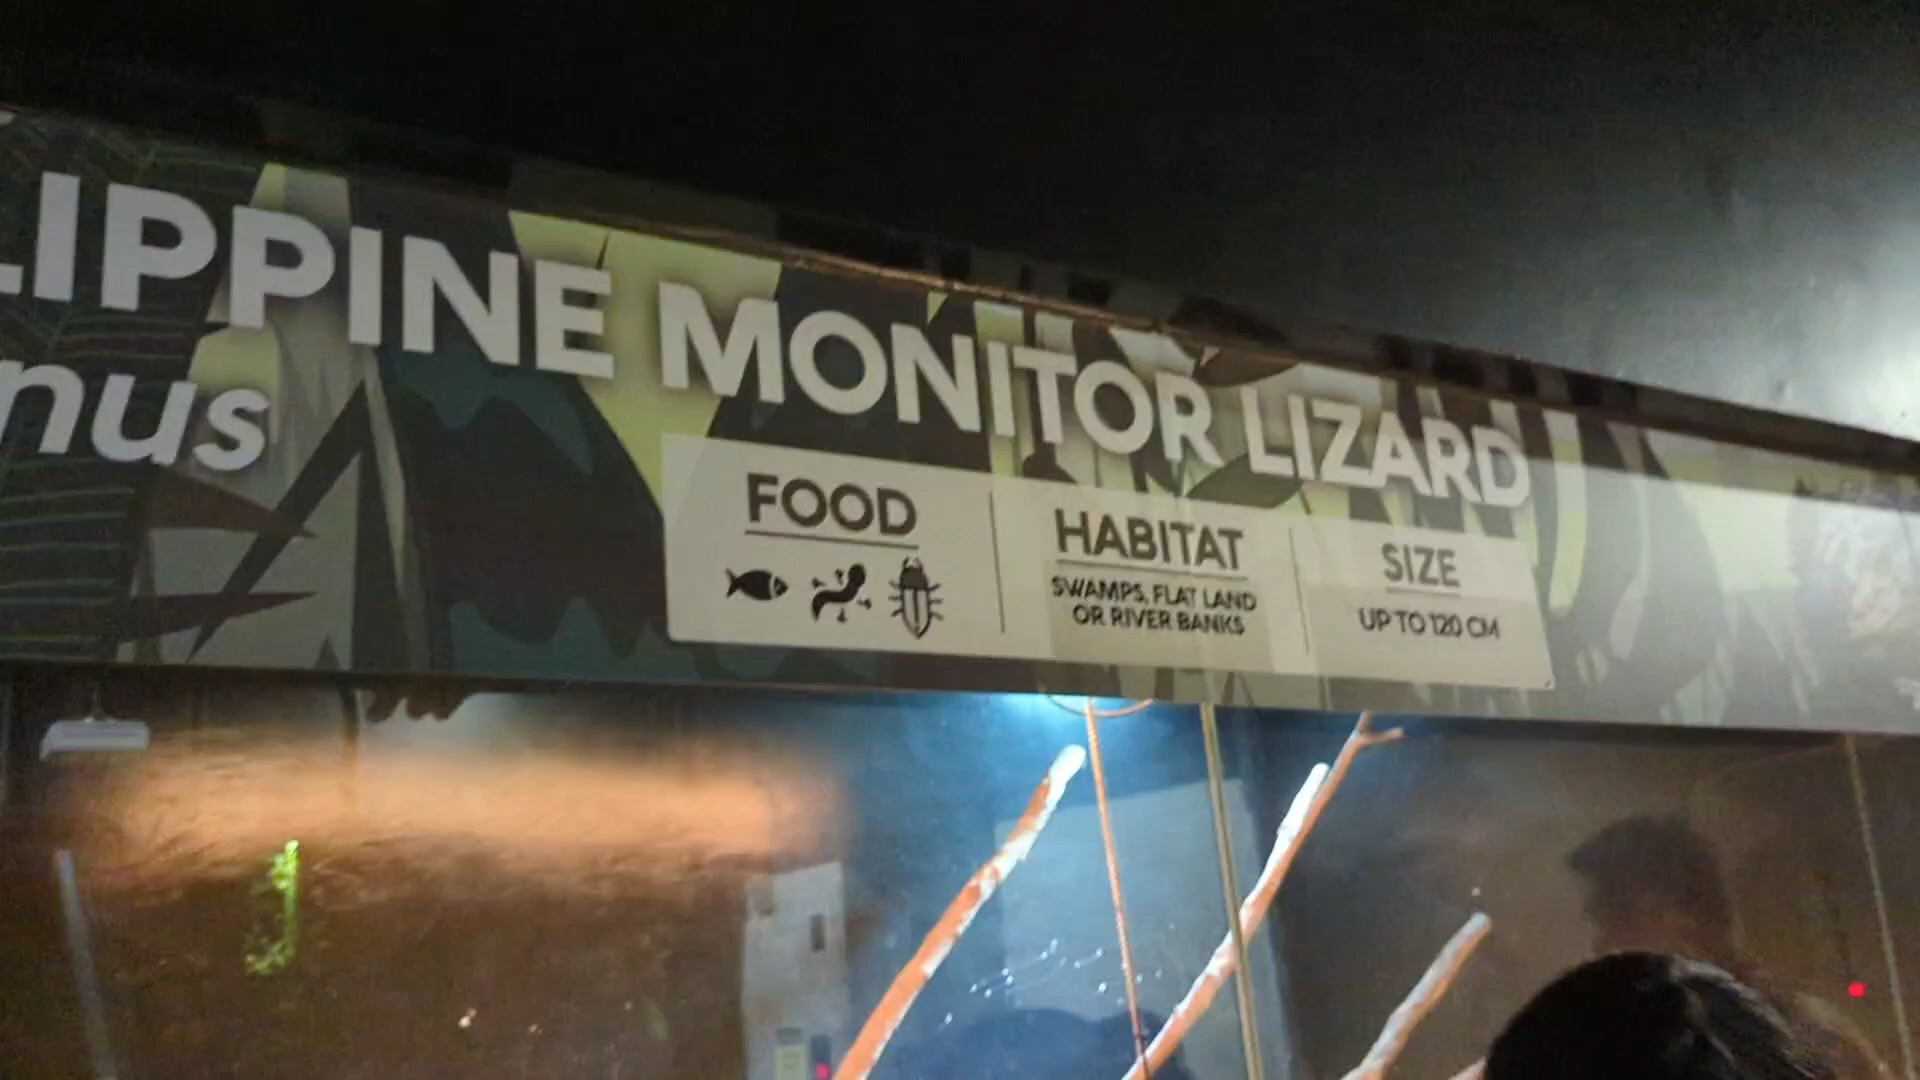 LIPPINE MONITOR LIZARD
nus
FOOD
HABITAT
SWAMPS, FLAT LAND
OR RIVER BANKS
SIZE
UP TO 120 CM